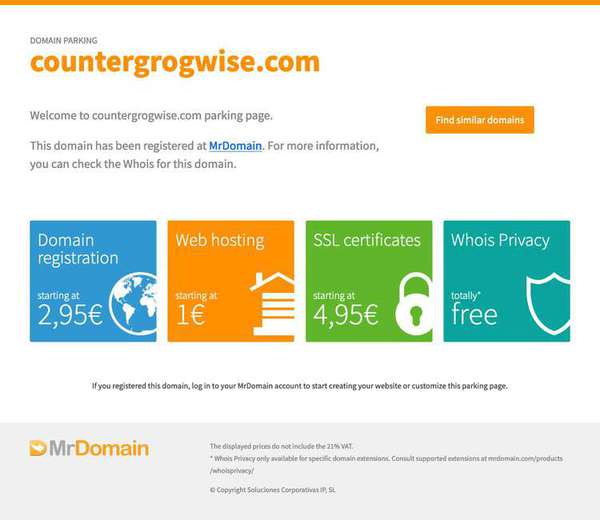 DOMAIN PARKING
countergrogwise.com
Welcome to countergrogwise.com parking page.
Find similar domains
This domain has been registered at MrDomain. For more information,
you can check the Whois for this domain.
Domain
registration
starting at
2,95€
Web hosting
starting at
1€
SSL certificates
starting at
4,95€
Whois Privacy
totally*
free
If you registered this domain, log in to your MrDomain account to start creating your website or customize this parking page.
MrDomain
The displayed prices do not include the 21% VAT.
* Whois Privacy only available for specific domain extensions. Consult supported extensions at mrdomain.com/products
/whoisprivacy/
© Copyright Soluciones Corporativas IP, SL